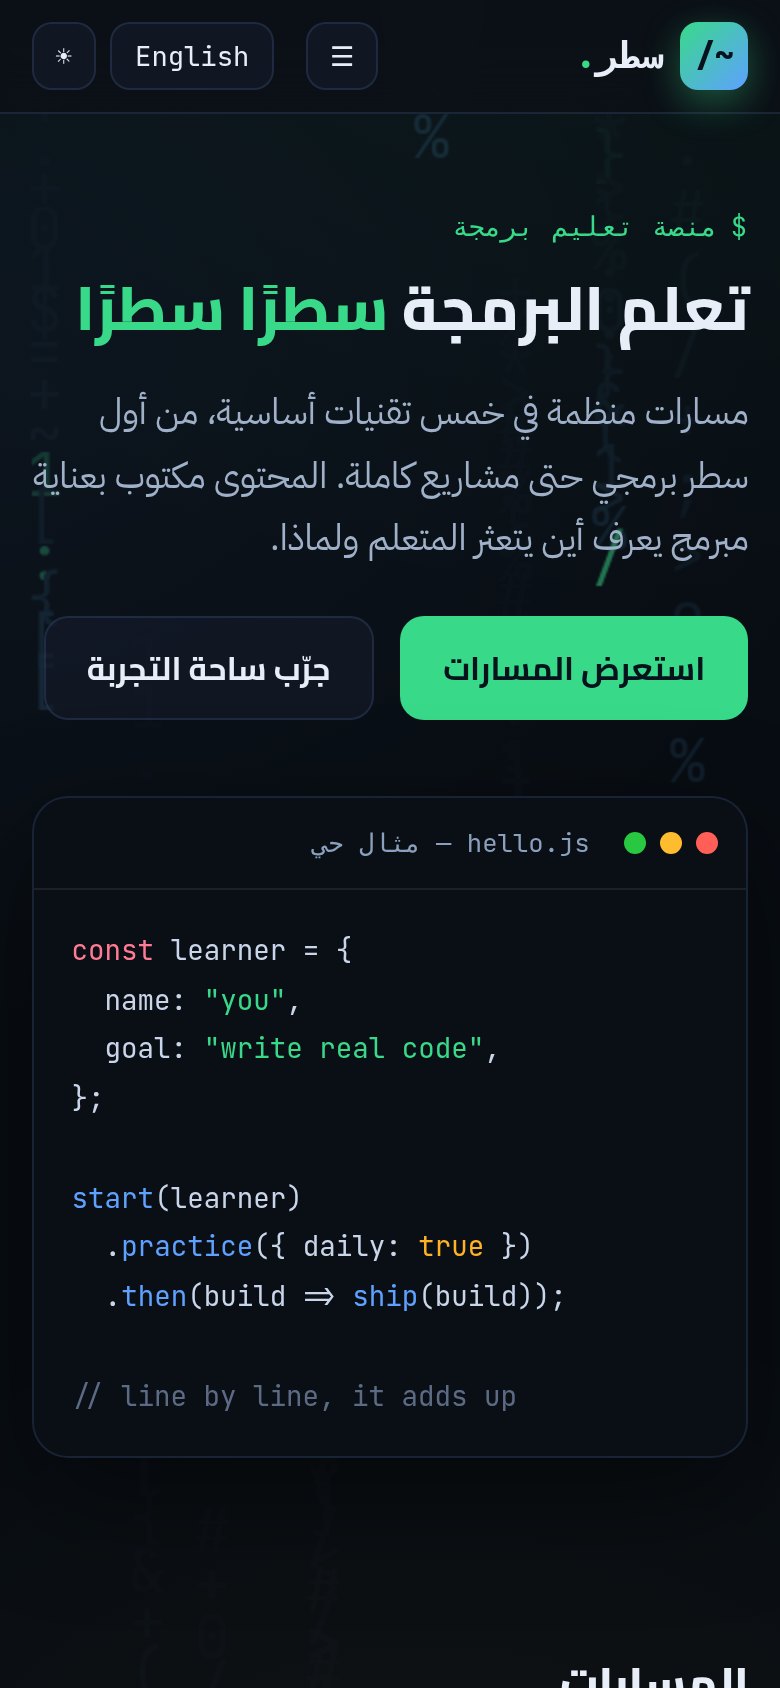 ~/ سطر.
☰ English ☀
$ منصة تعليم برمجة
تعلم البرمجة سطرًا سطرًا
مسارات منظمة في خمس تقنيات أساسية، من أول
سطر برمجي حتى مشاريع كاملة. المحتوى مكتوب بعناية
مبرمج يعرف أين يتعثر المتعلم ولماذا.
استعرض المسارات
جرّب ساحة التجربة
hello.js — مثال حي
const learner = {
  name: "you",
  goal: "write real code",
};
start(learner)
  .practice({ daily: true })
  .then(build => ship(build));
// line by line, it adds up
المسارات